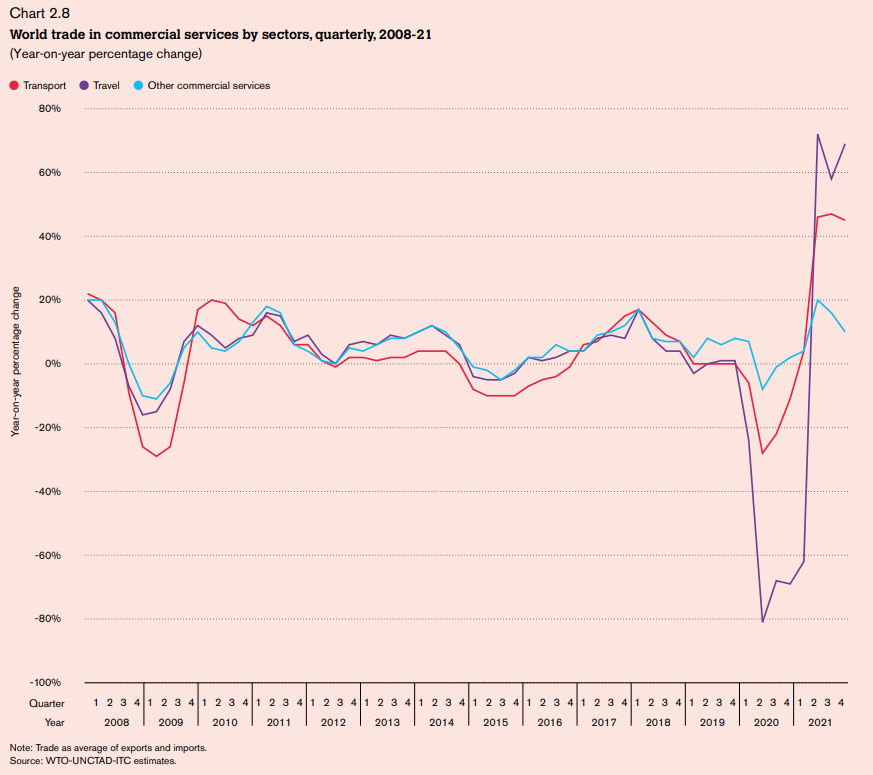 Chart 2.8
World trade in commercial services by sectors, quarterly, 2008-21
(Year-on-year percentage change)
Transport Travel Other commercial services
80%
60%
40%
20%
0%
-20%
-40%
-60%
-80%
-100%
Year-on-year percentage change
Quarter 1 2 3 4 1 2 3 4 1 2 3 4 1 2 3 4 1 2 3 4 1 2 3 4 1 2 3 4 1 2 3 4 1 2 3 4 1 2 3 4 1 2 3 4 1 2 3 4 1 2 3 4 1 2 3 4
Year 2008 2009 2010 2011 2012 2013 2014 2015 2016 2017 2018 2019 2020 2021
Note: Trade as average of exports and imports.
Source: WTO-UNCTAD-ITC estimates.